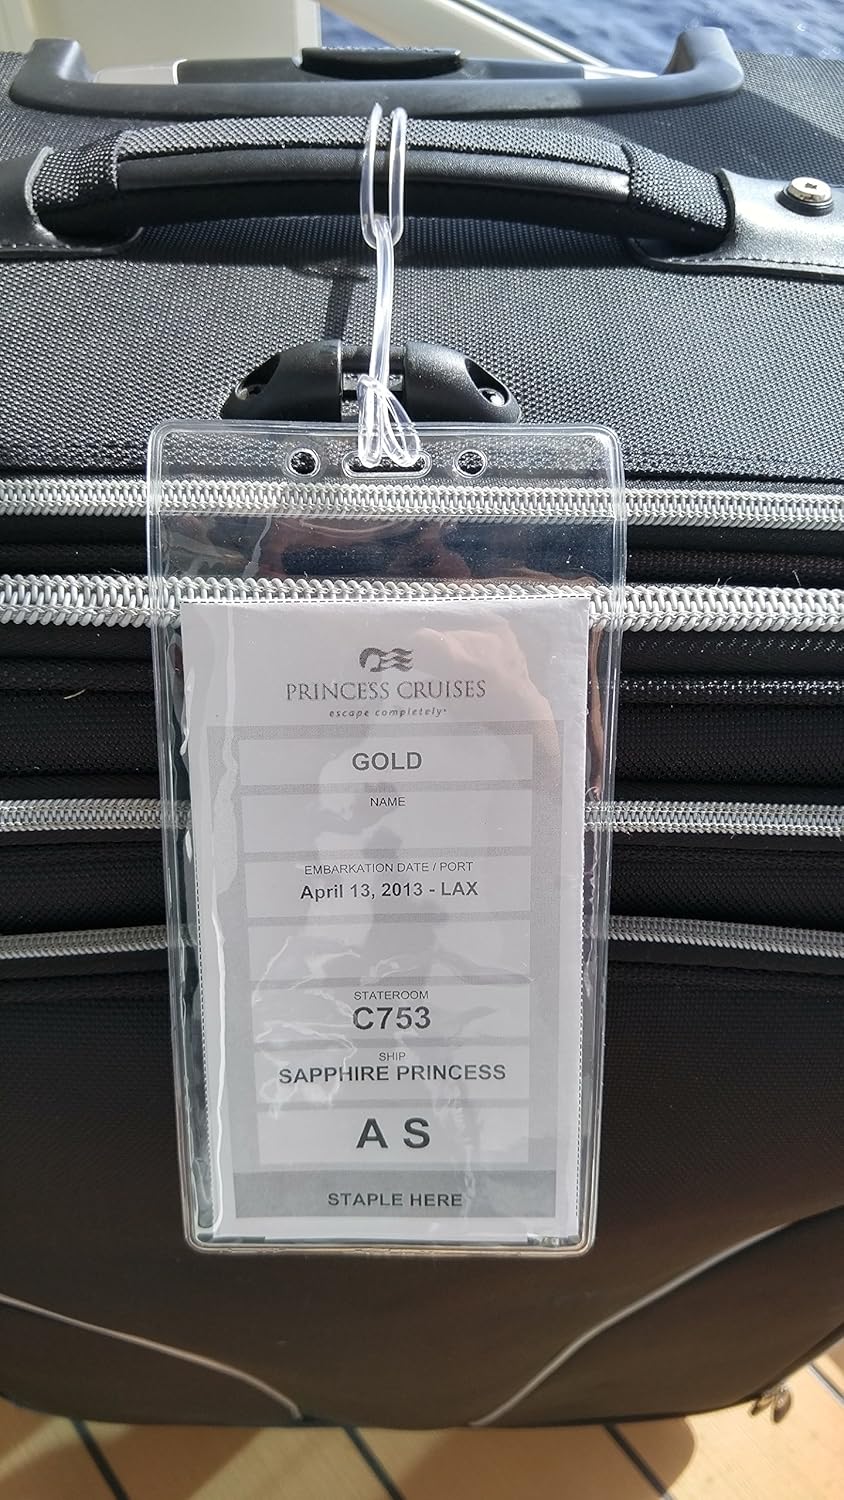 PRINCESS CRUISES
escape completely
GOLD
NAME
EMBARKATION DATE / PORT
April 13, 2013 - LAX
STATEROOM
C753
SHIP
SAPPHIRE PRINCESS
A S
STAPLE HERE